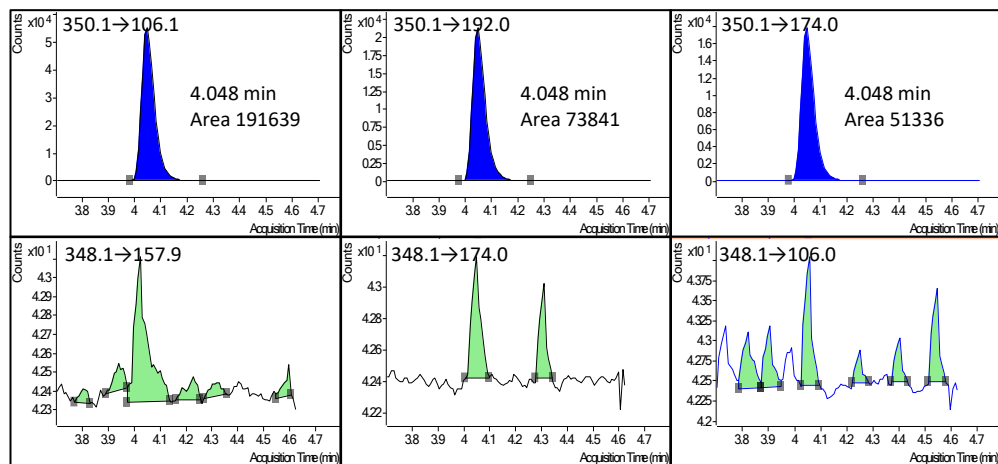 x10 4 350.1→106.1
Counts
5
4
3
2
1
0
4.048 min
Area 191639
3.8 3.9 4 4.1 4.2 4.3 4.4 4.5 4.6 4.7
Acquisition Time (min)
x10 4 350.1→192.0
Counts
2
1.75
1.5
1.25
1
0.75
0.5
0.25
0
4.048 min
Area 73841
3.8 3.9 4 4.1 4.2 4.3 4.4 4.5 4.6 4.7
Acquisition Time (min)
x10 4 350.1→174.0
Counts
1.6
1.4
1.2
1
0.8
0.6
0.4
0.2
0
4.048 min
Area 51336
3.8 3.9 4 4.1 4.2 4.3 4.4 4.5 4.6 4.7
Acquisition Time (min)
x10 1 348.1→157.9
Counts
4.3
4.29
4.28
4.27
4.26
4.25
4.24
4.23
3.8 3.9 4 4.1 4.2 4.3 4.4 4.5 4.6 4.7
Acquisition Time (min)
x10 1 348.1→174.0
Counts
4.3
4.28
4.26
4.24
4.22
3.8 3.9 4 4.1 4.2 4.3 4.4 4.5 4.6 4.7
Acquisition Time (min)
x10 1 348.1→106.0
Counts
4.375
4.35
4.325
4.3
4.275
4.25
4.225
4.2
3.8 3.9 4 4.1 4.2 4.3 4.4 4.5 4.6 4.7
Acquisition Time (min)